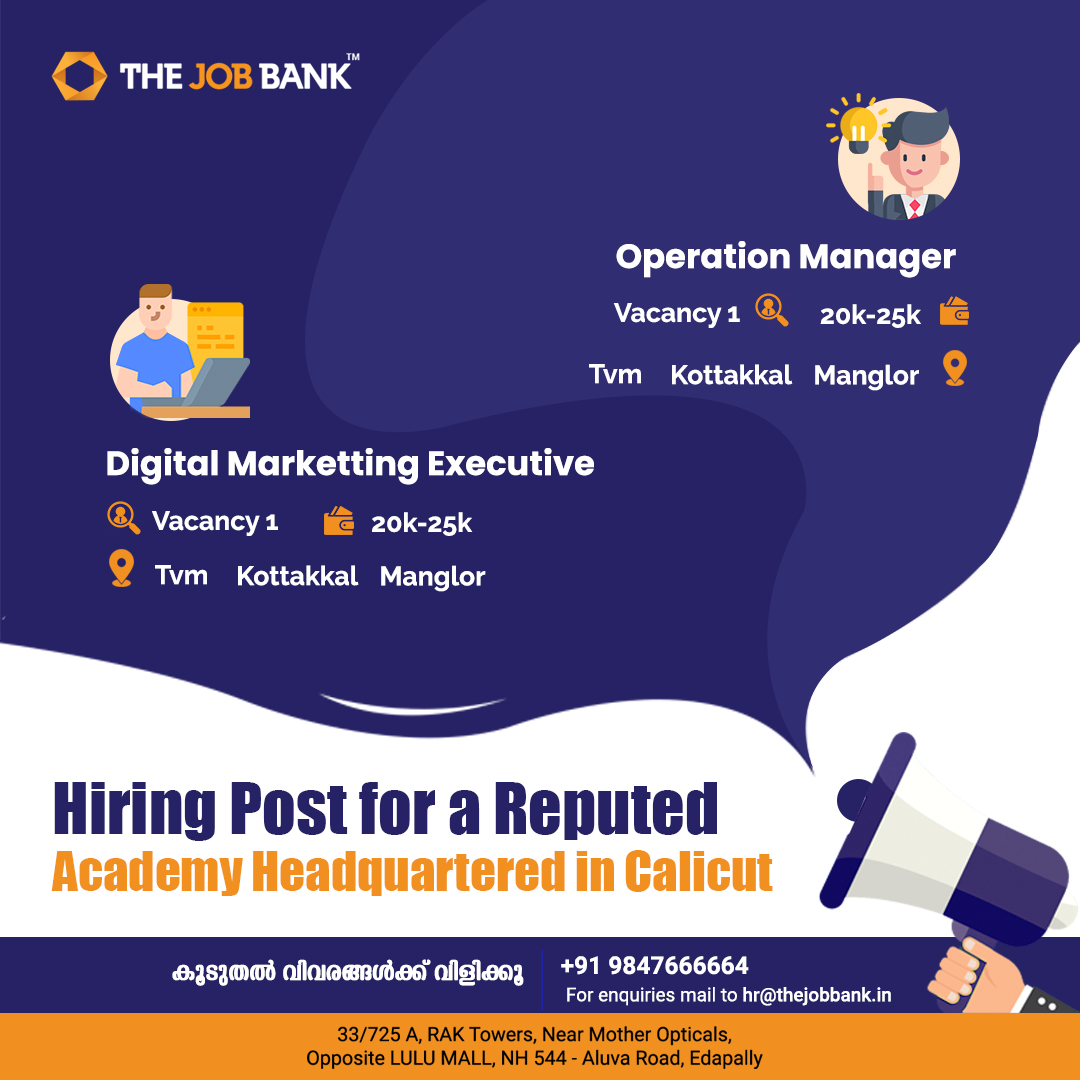 THE JOB BANK™
Operation Manager
Vacancy 1 20k-25k
Tvm Kottakkal Manglor
Digital Marketting Executive
Vacancy 1 20k-25k
Tvm Kottakkal Manglor
Hiring Post for a Reputed
Academy Headquartered in Calicut
കൂടുതൽ വിവരങ്ങൾക്ക് വിളിക്കൂ
+91 9847666664
For enquiries mail to hr@thejobbank.in
33/725 A, RAK Towers, Near Mother Opticals,
Opposite LULU MALL, NH 544 - Aluva Road, Edapally